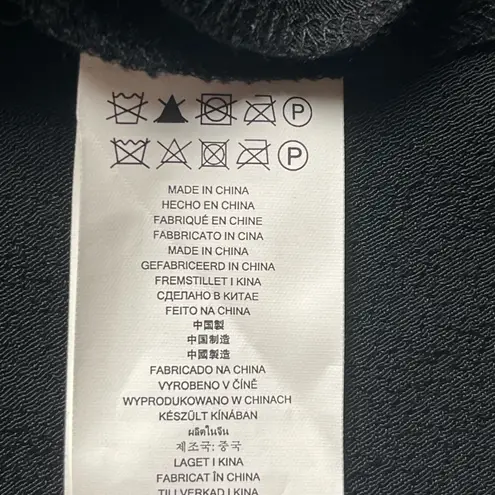 P
P
MADE IN CHINA
HECHO EN CHINA
FABRIQUÉ EN CHINE
FABBRICATO IN CINA
MADE IN CHINA
GEFABRICEERD IN CHINA
FREMSTILLET I KINA
СДЕЛАНО В КИТАЕ
FEITO NA CHINA
中国製
中国制造
中國製造
FABRICADO NA CHINA
VYROBENO V ČÍNĚ
WYPRODUKOWANO W CHINACH
KÉSZÜLT KÍNÁBAN
ผลิตในจีน
제조국: 중국
LAGET I KINA
FABRICAT ÎN CHINA
TILLVERKAD I KINA